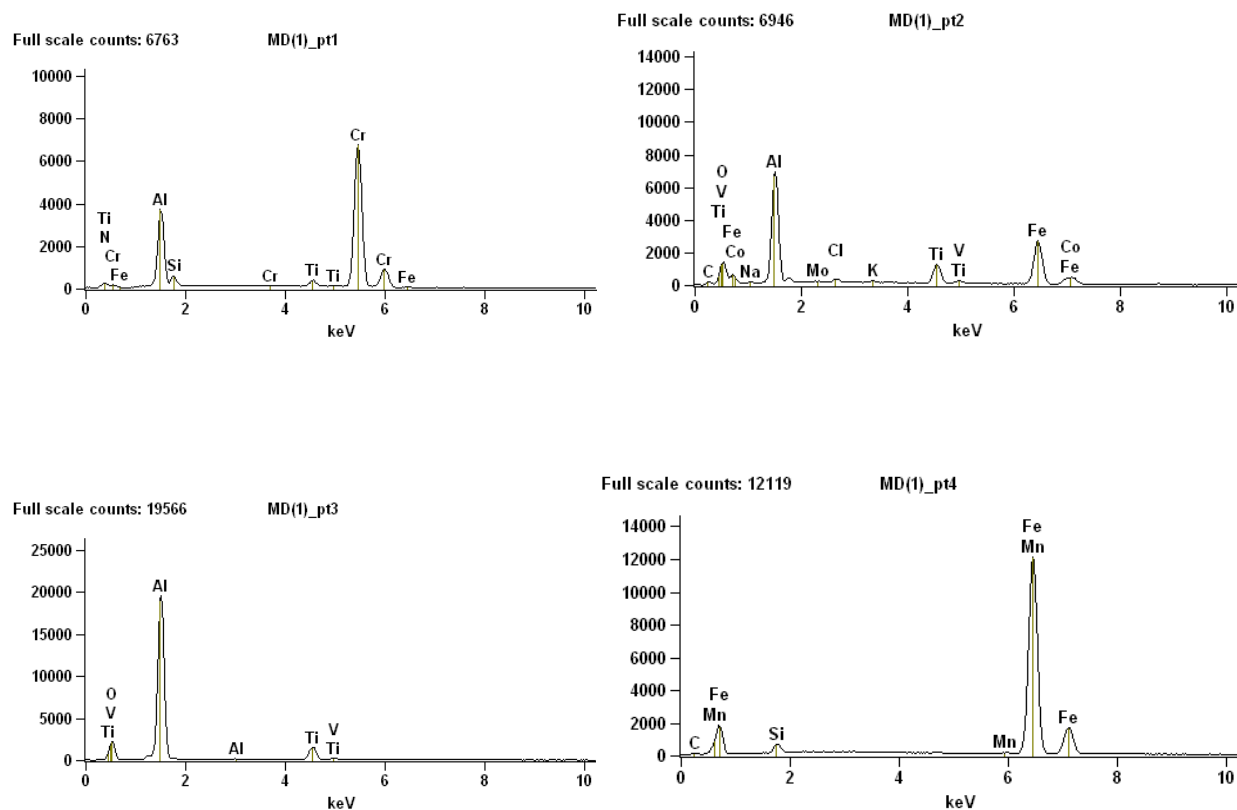 Full scale counts: 6763 MD(1)_pt1
10000
8000
6000
4000
2000
0
Ti
N
Cr
Fe
Al
Si
Cr
Ti
Ti
Cr
Cr
Fe
0 2 4 6 8 10
keV
Full scale counts: 6946 MD(1)_pt2
14000
12000
10000
8000
6000
4000
2000
0
C
O
V
Ti
Fe
Co
Na
Al
Mo
Cl
K
Ti
V
Ti
Fe
Co
Fe
0 2 4 6 8 10
keV
Full scale counts: 19566 MD(1)_pt3
25000
20000
15000
10000
5000
0
O
V
Ti
Al
Al
Ti
V
Ti
0 2 4 6 8 10
keV
Full scale counts: 12119 MD(1)_pt4
14000
12000
10000
8000
6000
4000
2000
0
C
Fe
Mn
Si
Mn
Fe
Mn
Fe
0 2 4 6 8 10
keV